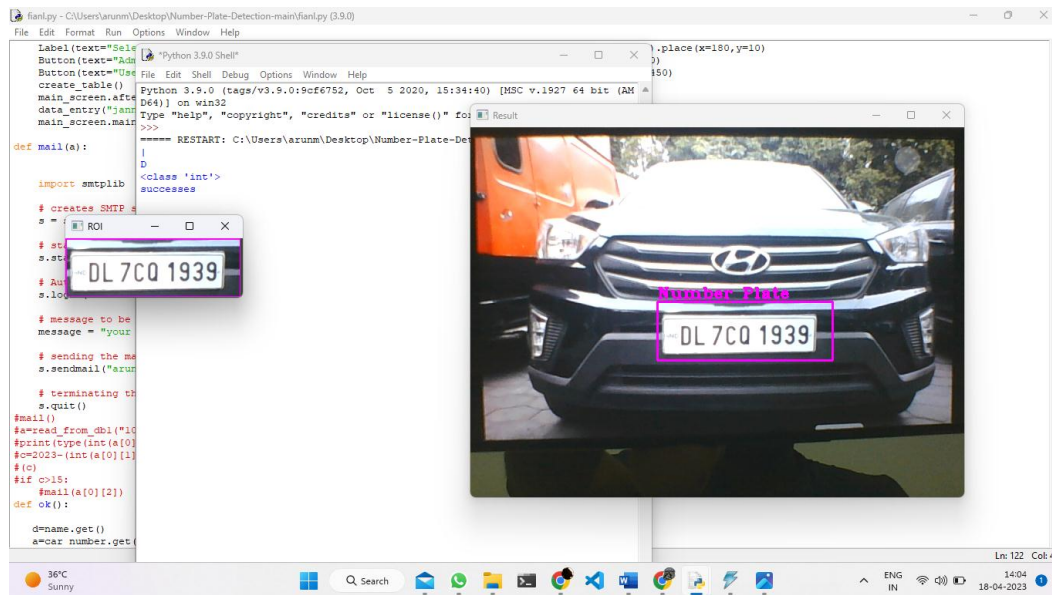 fianl.py - C:\Users\arunm\Desktop\Number-Plate-Detection-main\fianl.py (3.9.0)
File Edit Format Run Options Window Help
Label(text="Sele
Button(text="Adm
Button(text="Use
create_table()
main_screen.afte
data_entry("jann
main_screen.main
def mail(a):
import smtplib
# creates SMTP s
s =
# sta
s.sta
# Au
s.log
# message to be
message = "your
# sending the ma
s.sendmail("arun
# terminating th
s.quit()
#mail()
#a=read_from_db1("10
#print(type(int(a[0]
#c=2023-(int(a[0][1]
#(c)
#if c>15:
#mail(a[0][2])
def ok():
d=name.get()
a=car_number.get(
).place(x=180,y=10)
)
450)
*Python 3.9.0 Shell*
File Edit Shell Debug Options Window Help
Python 3.9.0 (tags/v3.9.0:9cf6752, Oct 5 2020, 15:34:40) [MSC v.1927 64 bit (AM
D64)] on win32
Type "help", "copyright", "credits" or "license()" fo
>>>
===== RESTART: C:\Users\arunm\Desktop\Number-Plate-Det
|
D
<class 'int'>
successes
ROI
DL 7CQ 1939
Result
Number Plate
DL 7CQ 1939
Ln: 122 Col: 4
36°C
Sunny
Search
ENG
IN
14:04
18-04-2023
1